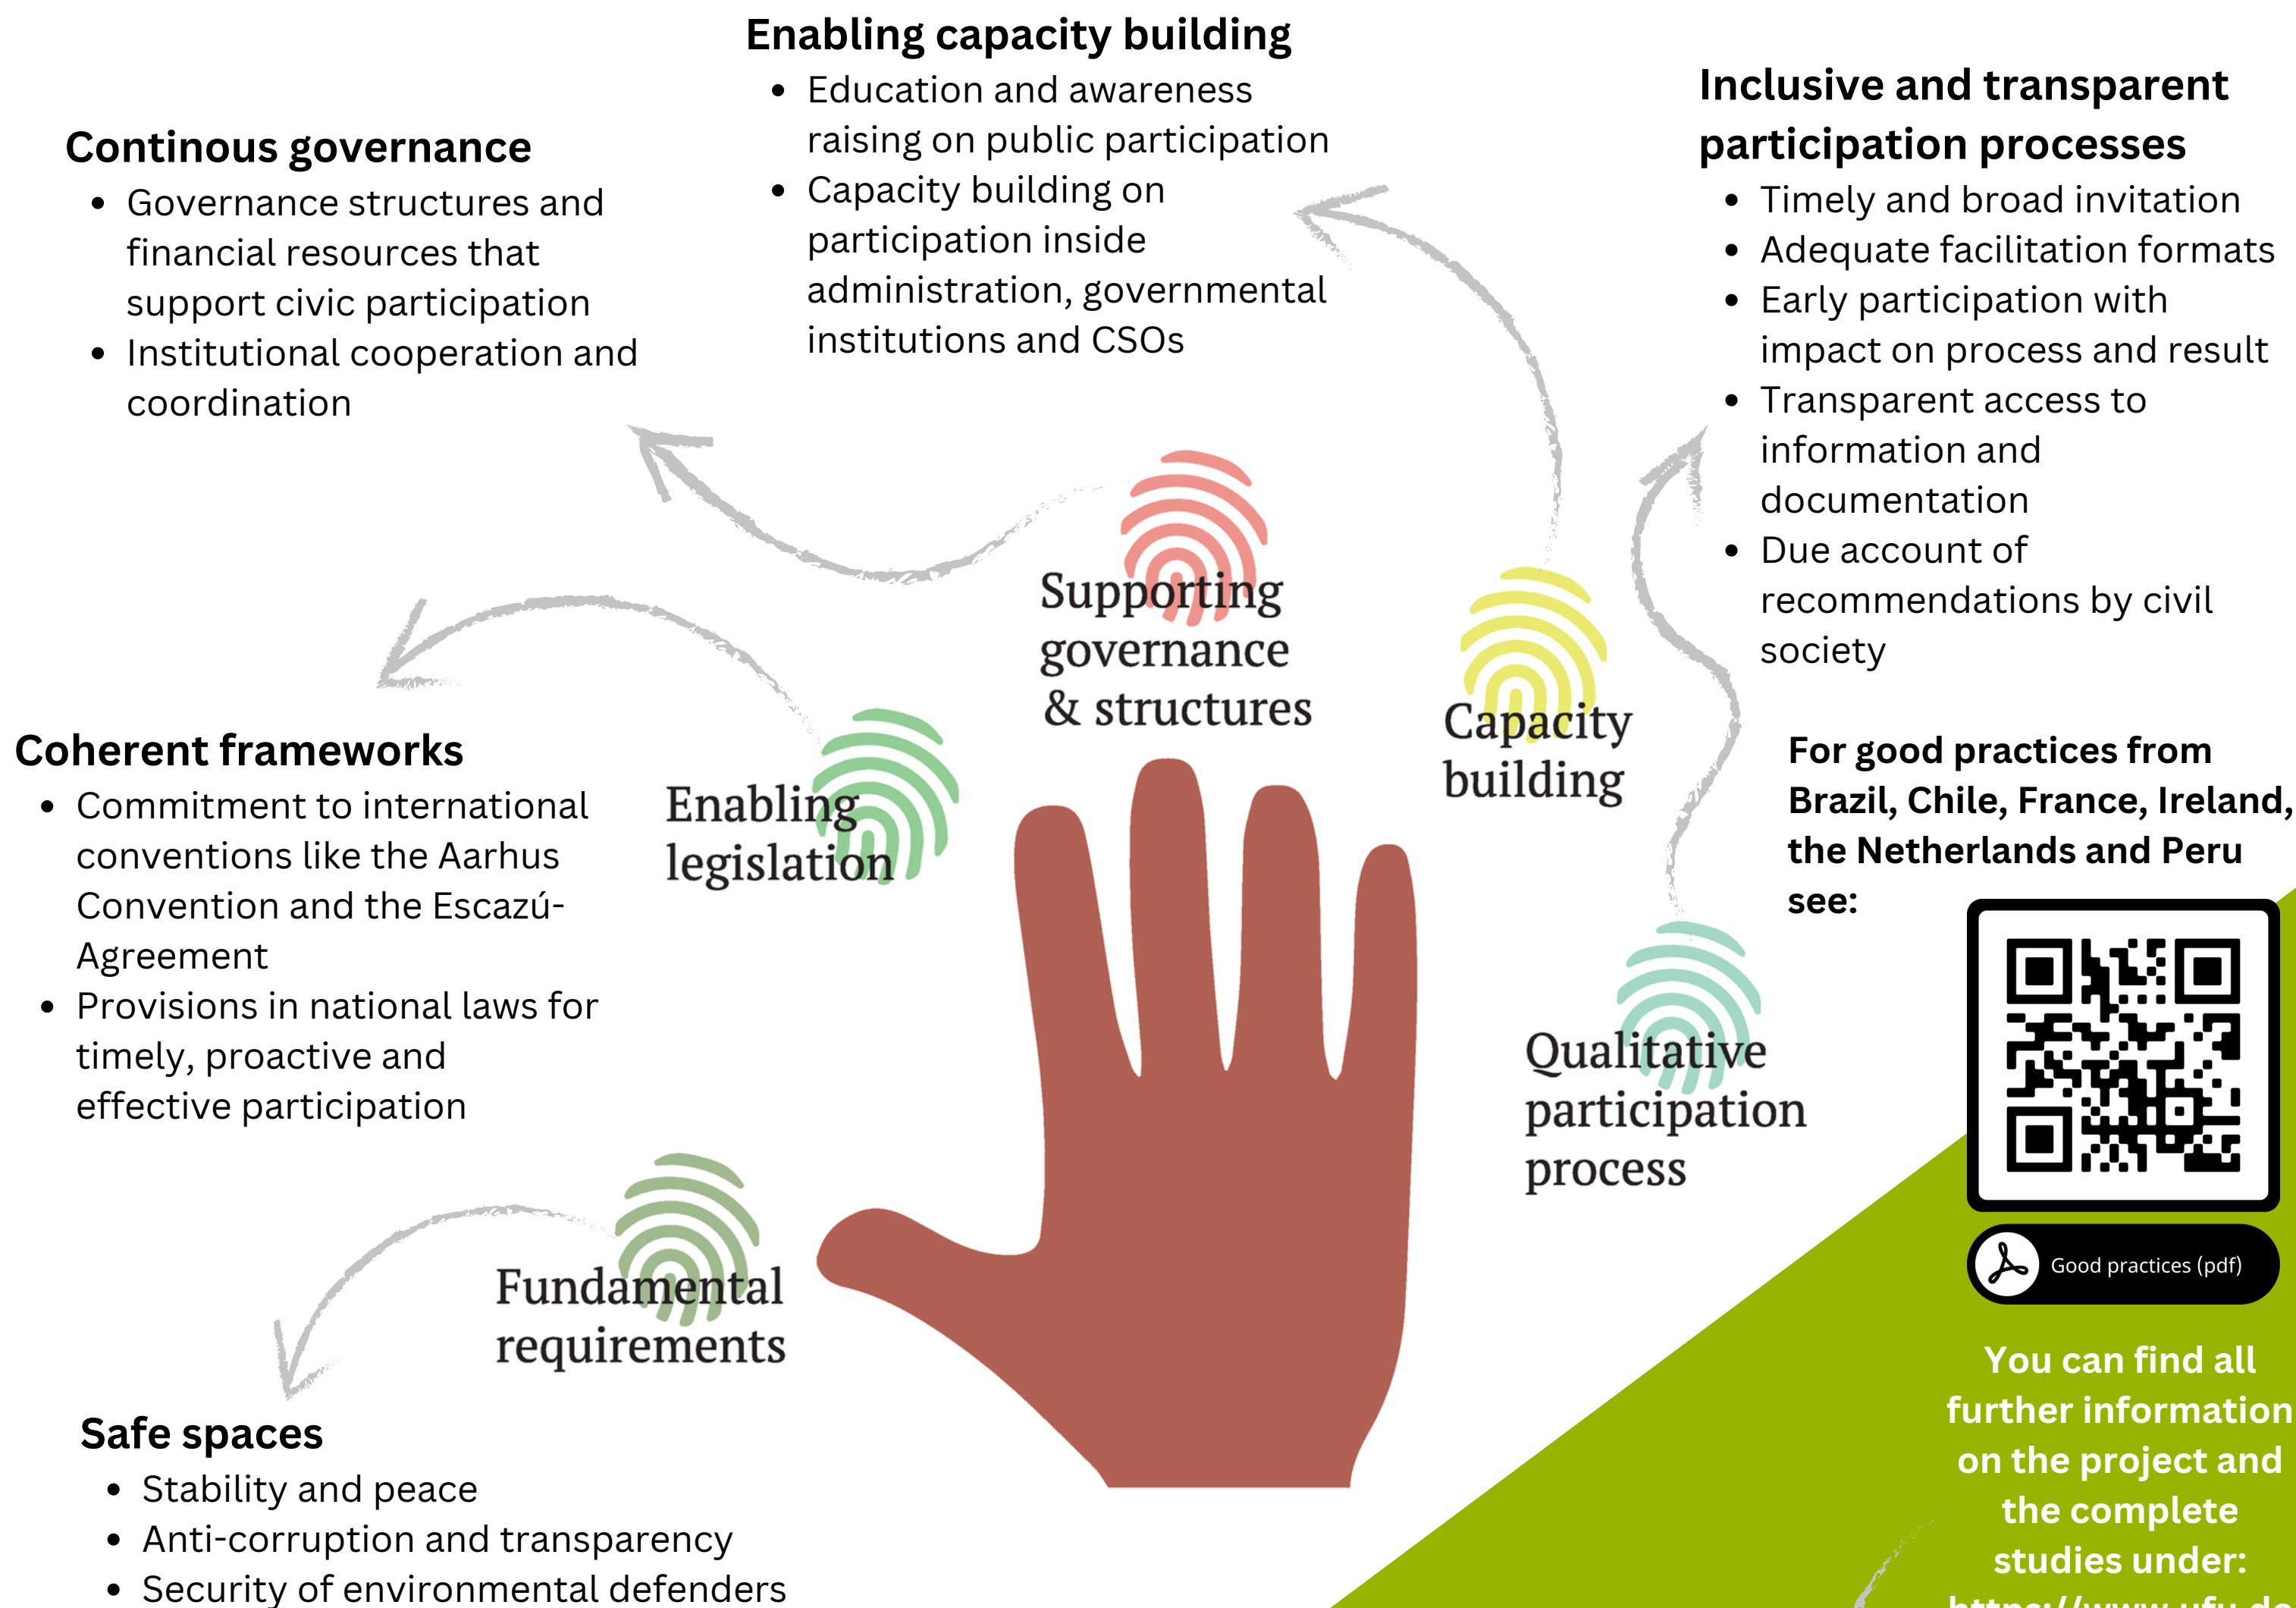 Enabling capacity building
Education and awareness
raising on public participation
Capacity building on
participation inside
administration, governmental
institutions and CSOs
Continous governance
Governance structures and
financial resources that
support civic participation
Institutional cooperation and
coordination
Inclusive and transparent
participation processes
Timely and broad invitation
Adequate facilitation formats
Early participation with
impact on process and result
Transparent access to
information and
documentation
Due account of
recommendations by civil
society
Supporting
governance
& structures
Capacity
building
Enabling
legislation
Coherent frameworks
Commitment to international
conventions like the Aarhus
Convention and the Escazú-
Agreement
Provisions in national laws for
timely, proactive and
effective participation
For good practices from
Brazil, Chile, France, Ireland,
the Netherlands and Peru
see:
Qualitative
participation
process
Good practices (pdf)
Fundamental
requirements
Safe spaces
Stability and peace
Anti-corruption and transparency
Security of environmental defenders
You can find all
further information
on the project and
the complete
studies under: